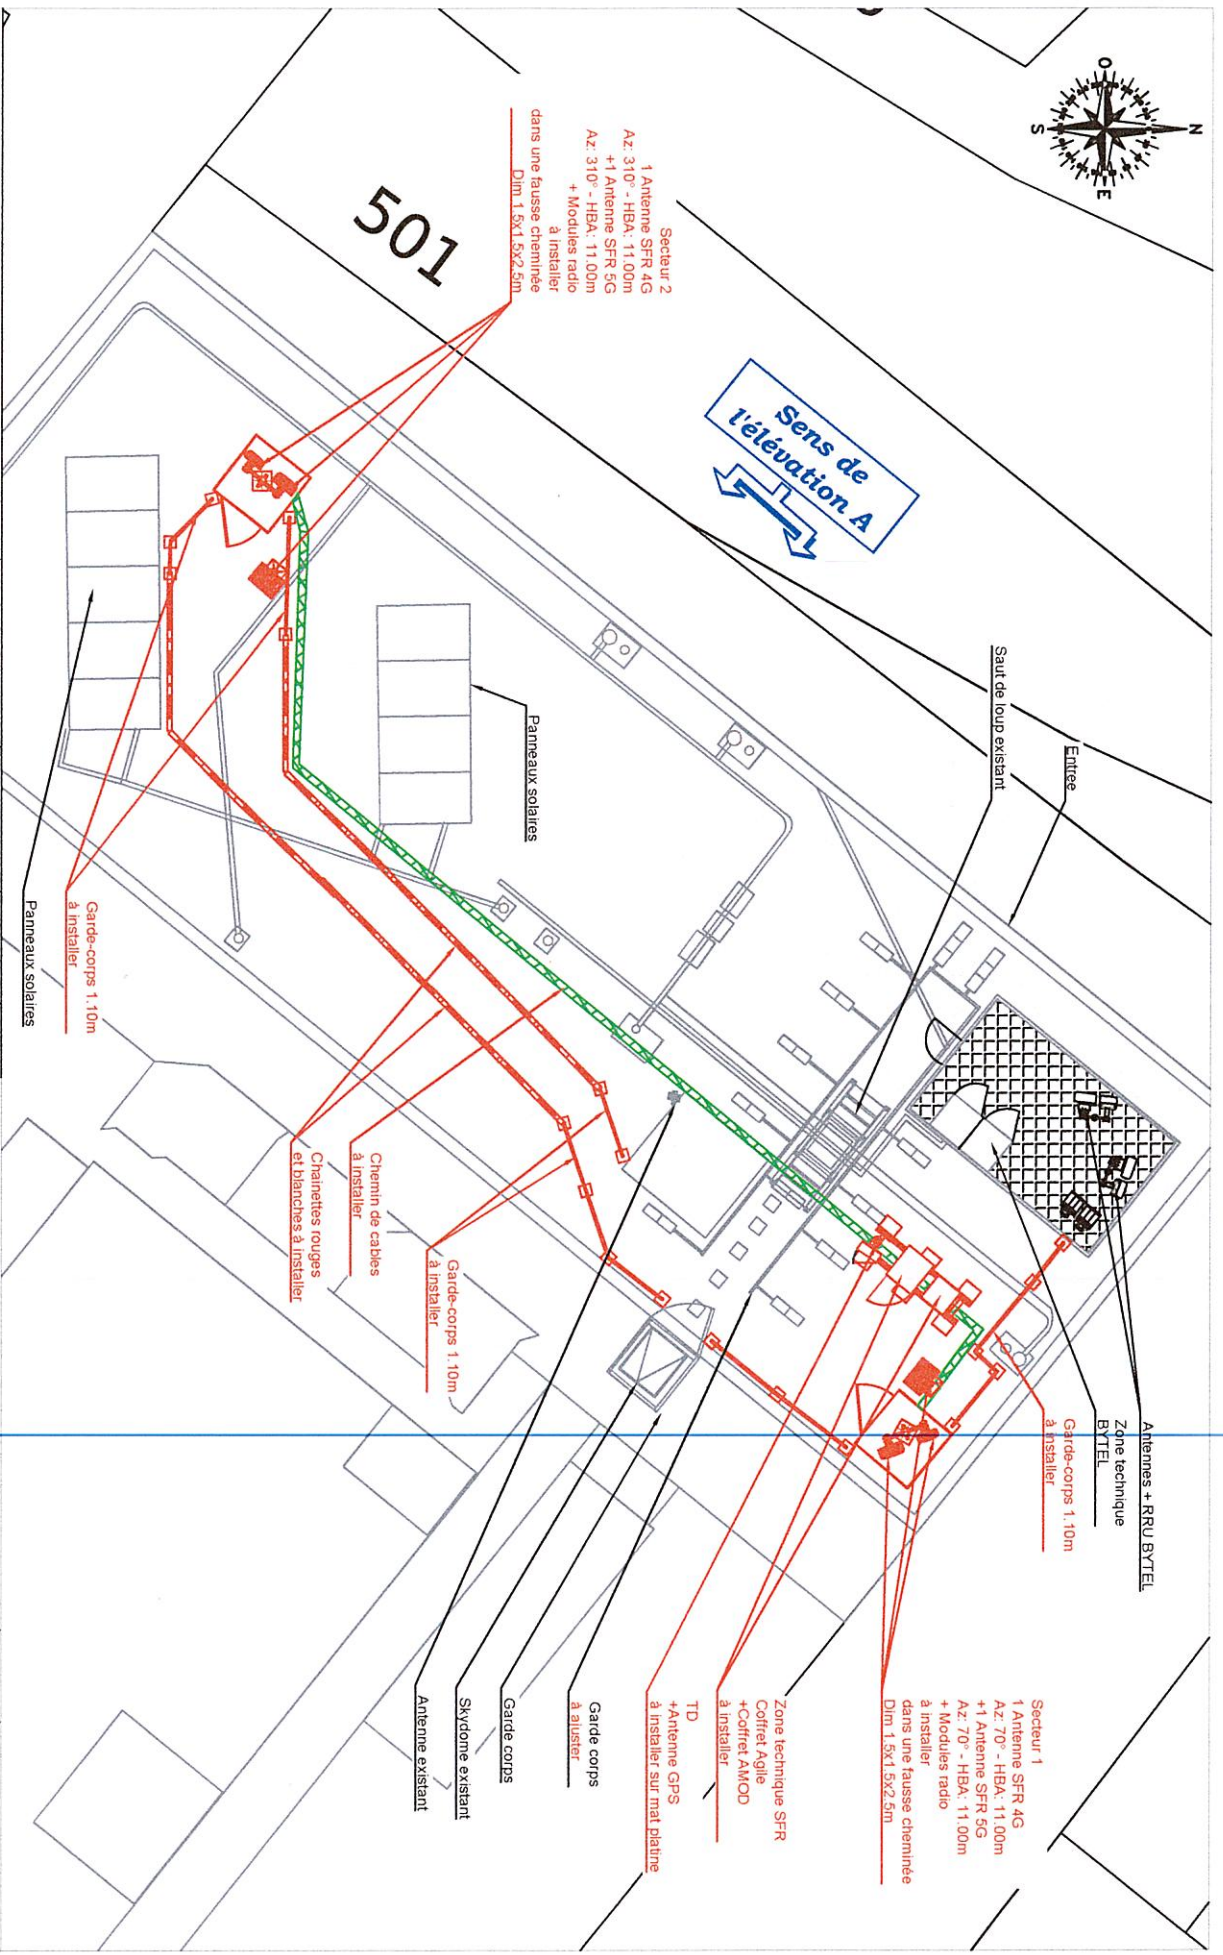 N
O
E
S
Secteur 2
1 Antenne SFR 4G
Az: 310° - HBA: 11.00m
+1 Antenne SFR 5G
Az: 310° - HBA: 11.00m
+ Modules radio
à installer
dans une fausse cheminée
Dim 1.5x1.5x2.5m
501
Sens de
l'élévation A
Entree
Saut de loup existant
Panneaux solaires
Panneaux solaires
Garde-corps 1.10m
à installer
Chainettes rouges
et blanches à installer
Chemin de cables
à installer
Garde-corps 1.10m
à installer
Antennes + RRU BYTEL
Zone technique
BYTEL
Garde-corps 1.10m
à installer
Secteur 1
1 Antenne SFR 4G
Az: 70° - HBA: 11.00m
+1 Antenne SFR 5G
Az: 70° - HBA: 11.00m
+ Modules radio
à installer
dans une fausse cheminée
Dim 1.5x1.5x2.5m
Zone technique SFR
Coffret Agile
+Coffret AMOD
à installer
TD
+Antenne GPS
à installer sur mat platine
Garde corps
à ajuster
Garde corps
Skydome existant
Antenne existant